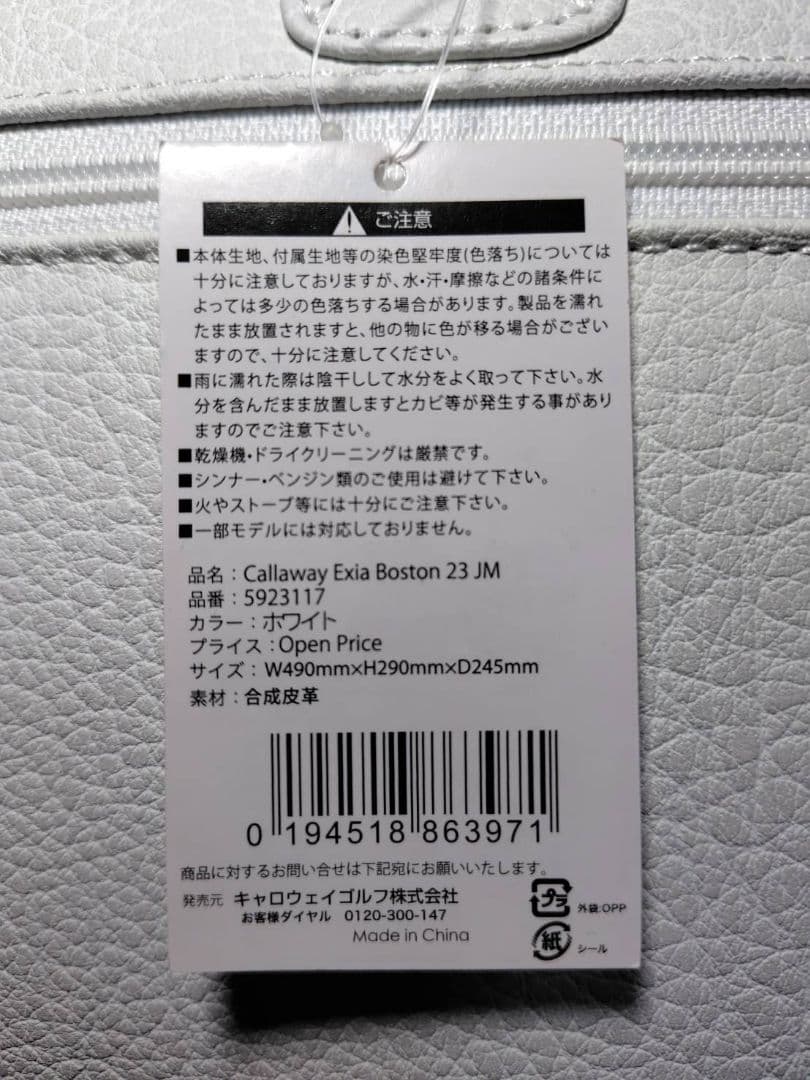 ご注意
■本体生地、付属生地等の染色堅牢度(色落ち)については
十分に注意しておりますが、水・汗・摩擦などの諸条件に
よっては多少の色落ちする場合があります。製品を濡れ
たまま放置されますと、他の物に色が移る場合がござい
ますので、十分に注意してください。
■雨に濡れた際は陰干しして水分をよく取って下さい。水
分を含んだまま放置しますとカビ等が発生する事があり
ますのでご注意下さい。
■乾燥機・ドライクリーニングは厳禁です。
■シンナー・ベンジン類のご使用は避けて下さい。
■火やストーブ等には十分にご注意下さい。
■一部モデルには対応しておりません。
品名：Callaway Exia Boston 23 JM
品番：5923117
カラー：ホワイト
プライス：Open Price
サイズ：W490mm×H290mm×D245mm
素材：合成皮革
0 194518 863971
商品に対するお問い合せは下記宛にお願いいたします。
発売元 キャロウェイゴルフ株式会社
お客様ダイヤル 0120-300-147
Made in China
プラ 外袋:OPP
紙 シール